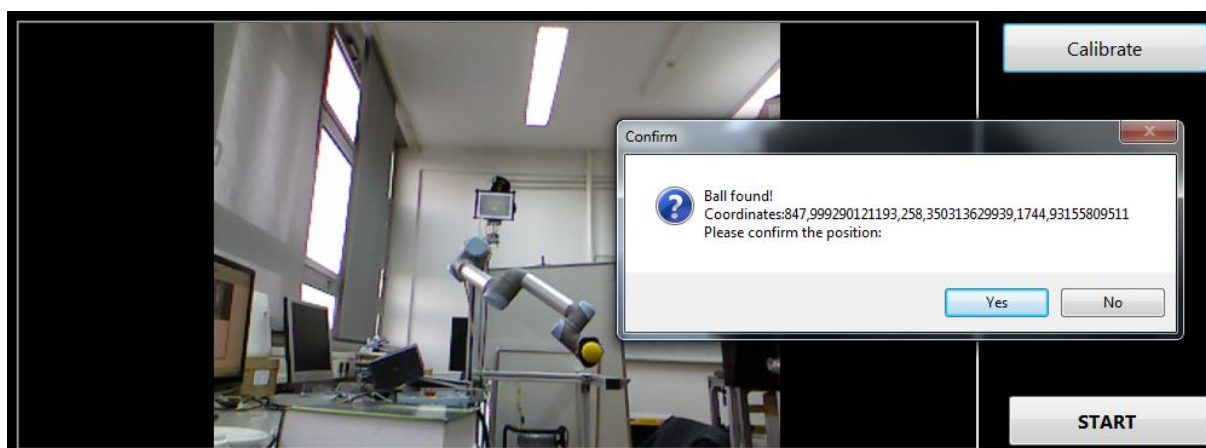 Calibrate
Confirm
Ball found!
Coordinates:847,999290121193,258,350313629939,1744,93155809511
Please confirm the position:
Yes
No
START